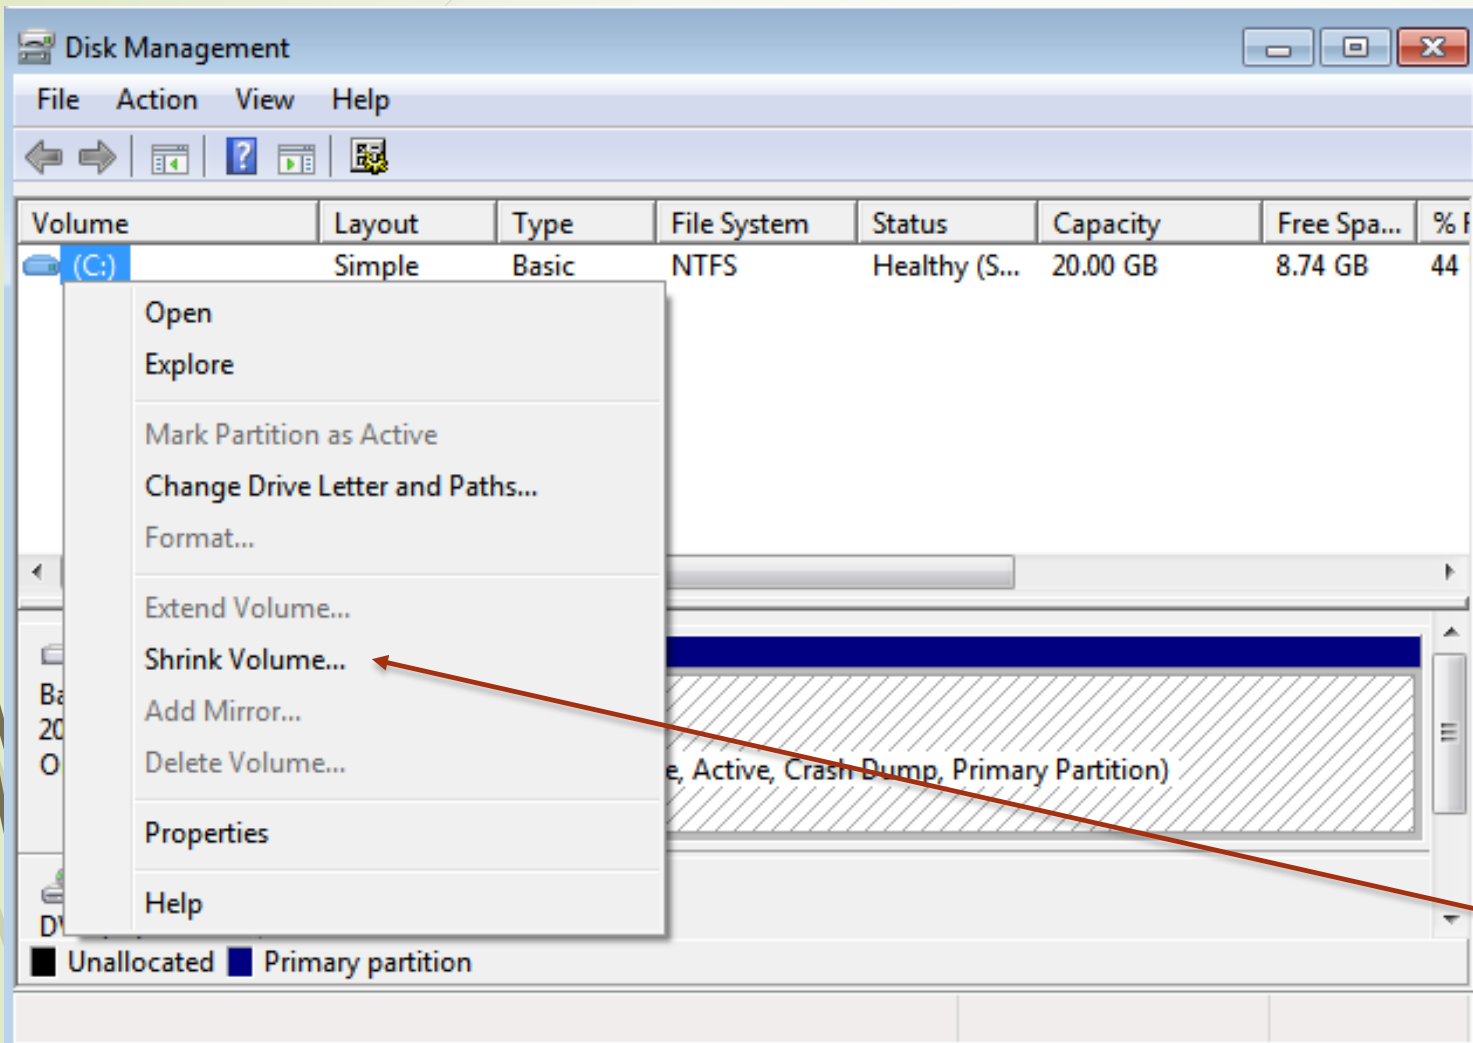 Disk Management
File Action View Help
Volume Layout Type File System Status Capacity Free Spa... %
(C:) Simple Basic NTFS Healthy (S... 20.00 GB 8.74 GB 44
Open
Explore
Mark Partition as Active
Change Drive Letter and Paths...
Format...
Extend Volume...
Shrink Volume...
Add Mirror...
Delete Volume...
Properties
Help
20
e, Active, Crash Dump, Primary Partition)
Unallocated Primary partition